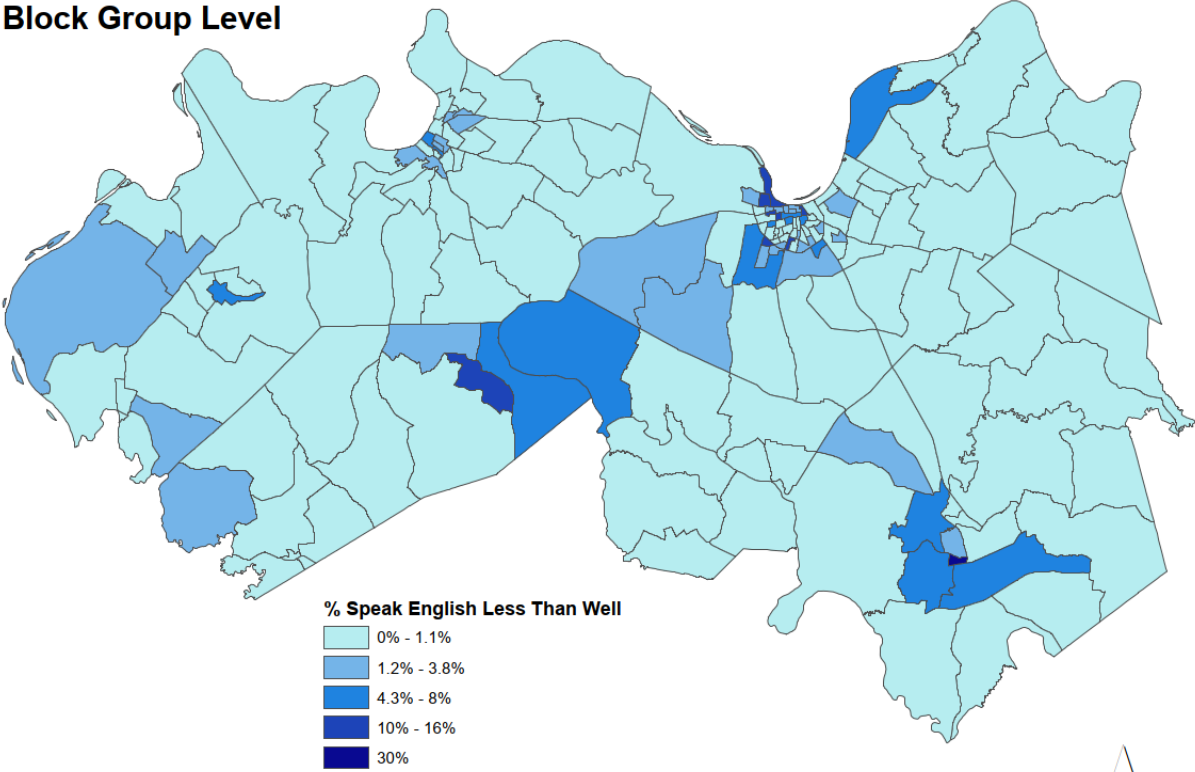 Block Group Level
% Speak English Less Than Well
0% - 1.1%
1.2% - 3.8%
4.3% - 8%
10% - 16%
30%